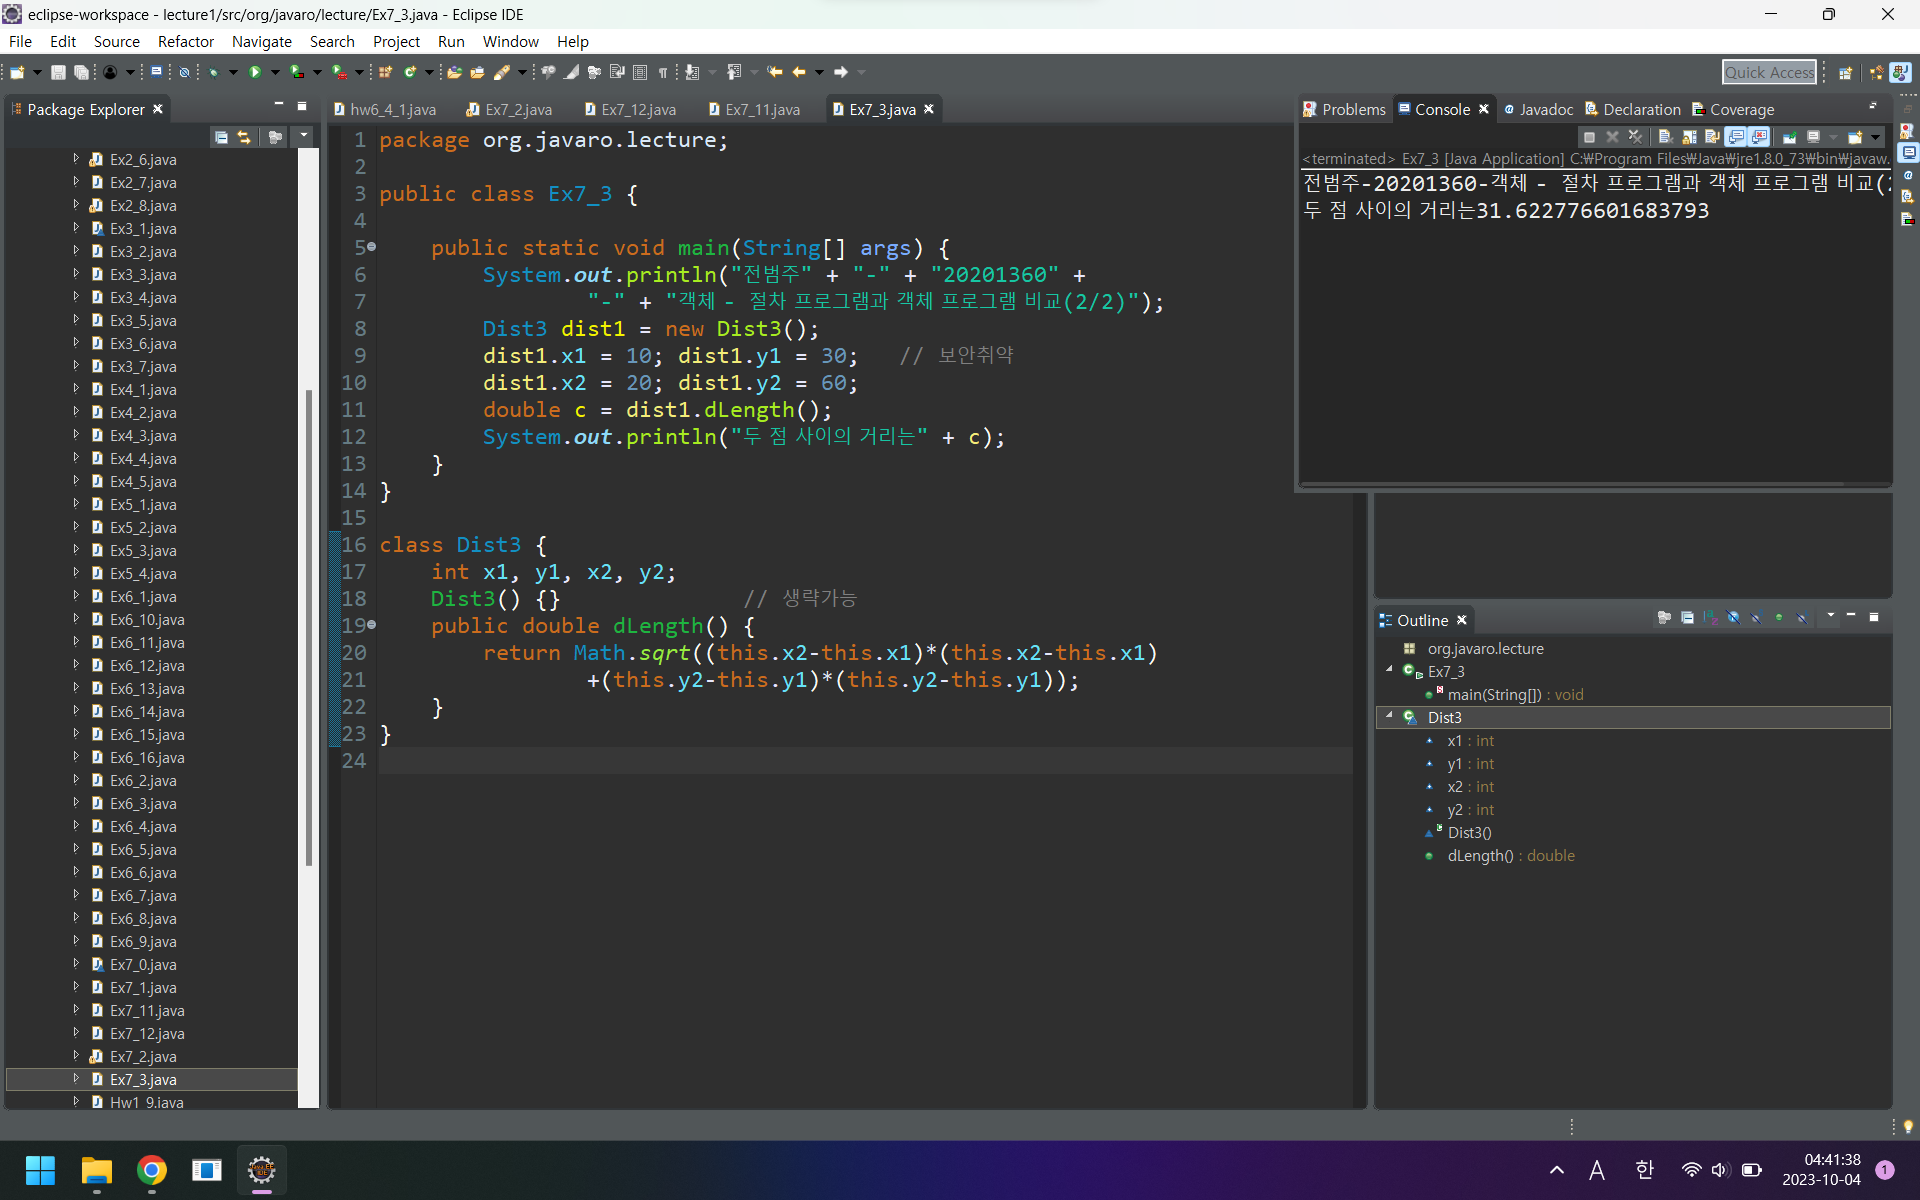 eclipse-workspace - lecture1/src/org/javaro/lecture/Ex7_3.java - Eclipse IDE
File Edit Source Refactor Navigate Search Project Run Window Help
Quick Access
Package Explorer
Ex2_6.java
Ex2_7.java
Ex2_8.java
Ex3_1.java
Ex3_2.java
Ex3_3.java
Ex3_4.java
Ex3_5.java
Ex3_6.java
Ex3_7.java
Ex4_1.java
Ex4_2.java
Ex4_3.java
Ex4_4.java
Ex4_5.java
Ex5_1.java
Ex5_2.java
Ex5_3.java
Ex5_4.java
Ex6_1.java
Ex6_10.java
Ex6_11.java
Ex6_12.java
Ex6_13.java
Ex6_14.java
Ex6_15.java
Ex6_16.java
Ex6_2.java
Ex6_3.java
Ex6_4.java
Ex6_5.java
Ex6_6.java
Ex6_7.java
Ex6_8.java
Ex6_9.java
Ex7_0.java
Ex7_1.java
Ex7_11.java
Ex7_12.java
Ex7_2.java
Ex7_3.java
Hw1_9.java
hw6_4_1.java Ex7_2.java Ex7_12.java Ex7_11.java Ex7_3.java
1 package org.javaro.lecture;
2
3 public class Ex7_3 {
4
5 public static void main(String[] args) {
6 System.out.println("전범주" + "-" + "20201360" +
7 "-" + "객체 - 절차 프로그램과 객체 프로그램 비교(2/2)");
8 Dist3 dist1 = new Dist3();
9 dist1.x1 = 10; dist1.y1 = 30; // 보안취약
10 dist1.x2 = 20; dist1.y2 = 60;
11 double c = dist1.dLength();
12 System.out.println("두 점 사이의 거리는" + c);
13 }
14 }
15
16 class Dist3 {
17 int x1, y1, x2, y2;
18 Dist3() {} // 생략가능
19 public double dLength() {
20 return Math.sqrt((this.x2-this.x1)*(this.x2-this.x1)
21 +(this.y2-this.y1)*(this.y2-this.y1));
22 }
23 }
24
Problems Console Javadoc Declaration Coverage
<terminated> Ex7_3 [Java Application] C:₩Program Files₩Java₩jre1.8.0_73₩bin₩javaw.
전범주-20201360-객체 - 절차 프로그램과 객체 프로그램 비교(2
두 점 사이의 거리는31.622776601683793
Outline
org.javaro.lecture
Ex7_3
main(String[]) : void
Dist3
x1 : int
y1 : int
x2 : int
y2 : int
Dist3()
dLength() : double
A 한
04:41:38
2023-10-04
1